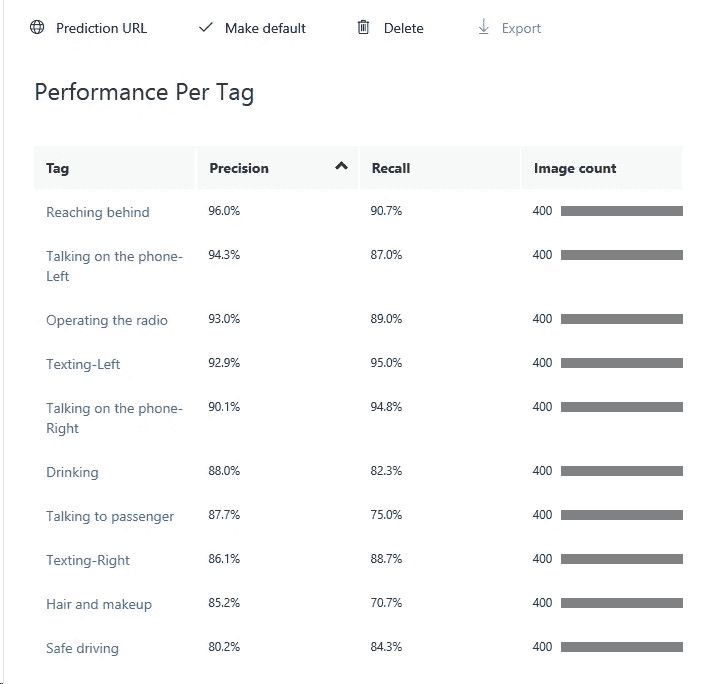 Prediction URL Make default Delete Export
Performance Per Tag
Tag Precision Recall Image count
Reaching behind 96.0% 90.7% 400
Talking on the phone- 94.3% 87.0% 400
Left
Operating the radio 93.0% 89.0% 400
Texting-Left 92.9% 95.0% 400
Talking on the phone- 90.1% 94.8% 400
Right
Drinking 88.0% 82.3% 400
Talking to passenger 87.7% 75.0% 400
Texting-Right 86.1% 88.7% 400
Hair and makeup 85.2% 70.7% 400
Safe driving 80.2% 84.3% 400